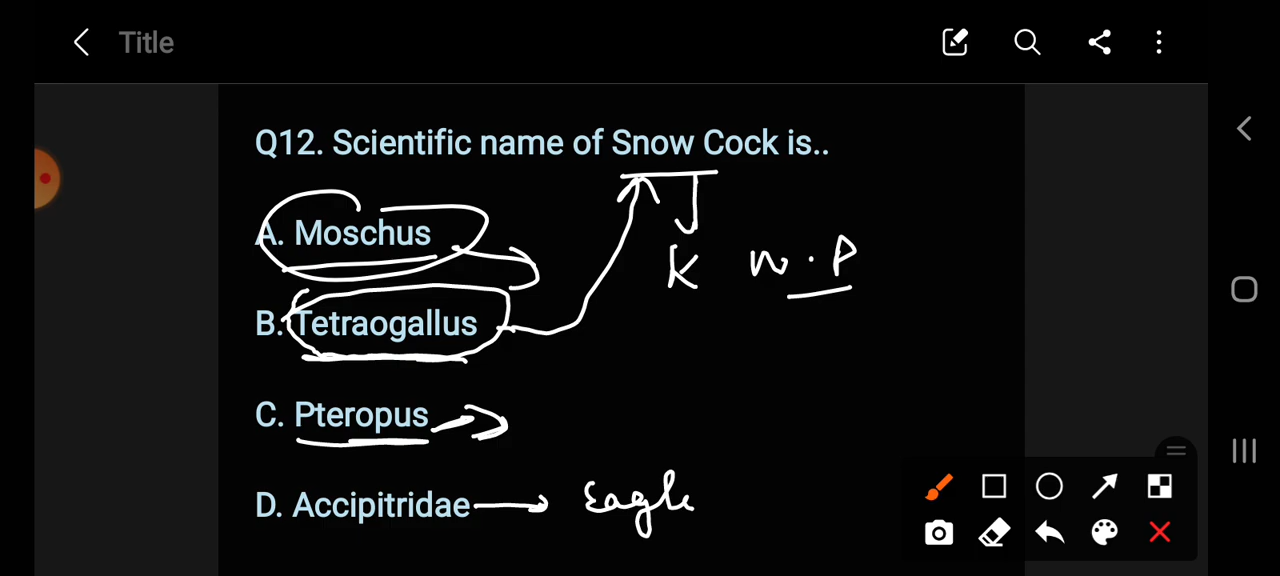 Title
Q12. Scientific name of Snow Cock is..
A. Moschus
K W.P
B. Tetraogallus
C. Pteropus
D. Accipitridae Eagle